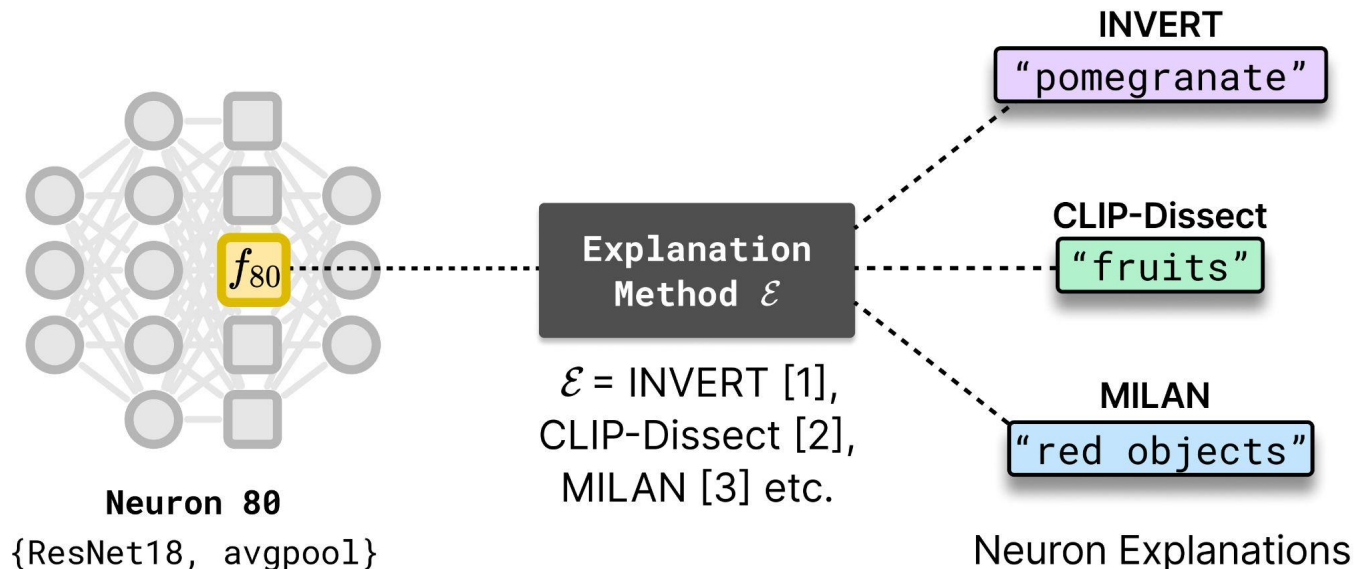 f80
Neuron 80
{ResNet18, avgpool}
Explanation
Method ℰ
ℰ = INVERT [1],
CLIP-Dissect [2],
MILAN [3] etc.
INVERT
“pomegranate”
CLIP-Dissect
“fruits”
MILAN
“red objects”
Neuron Explanations